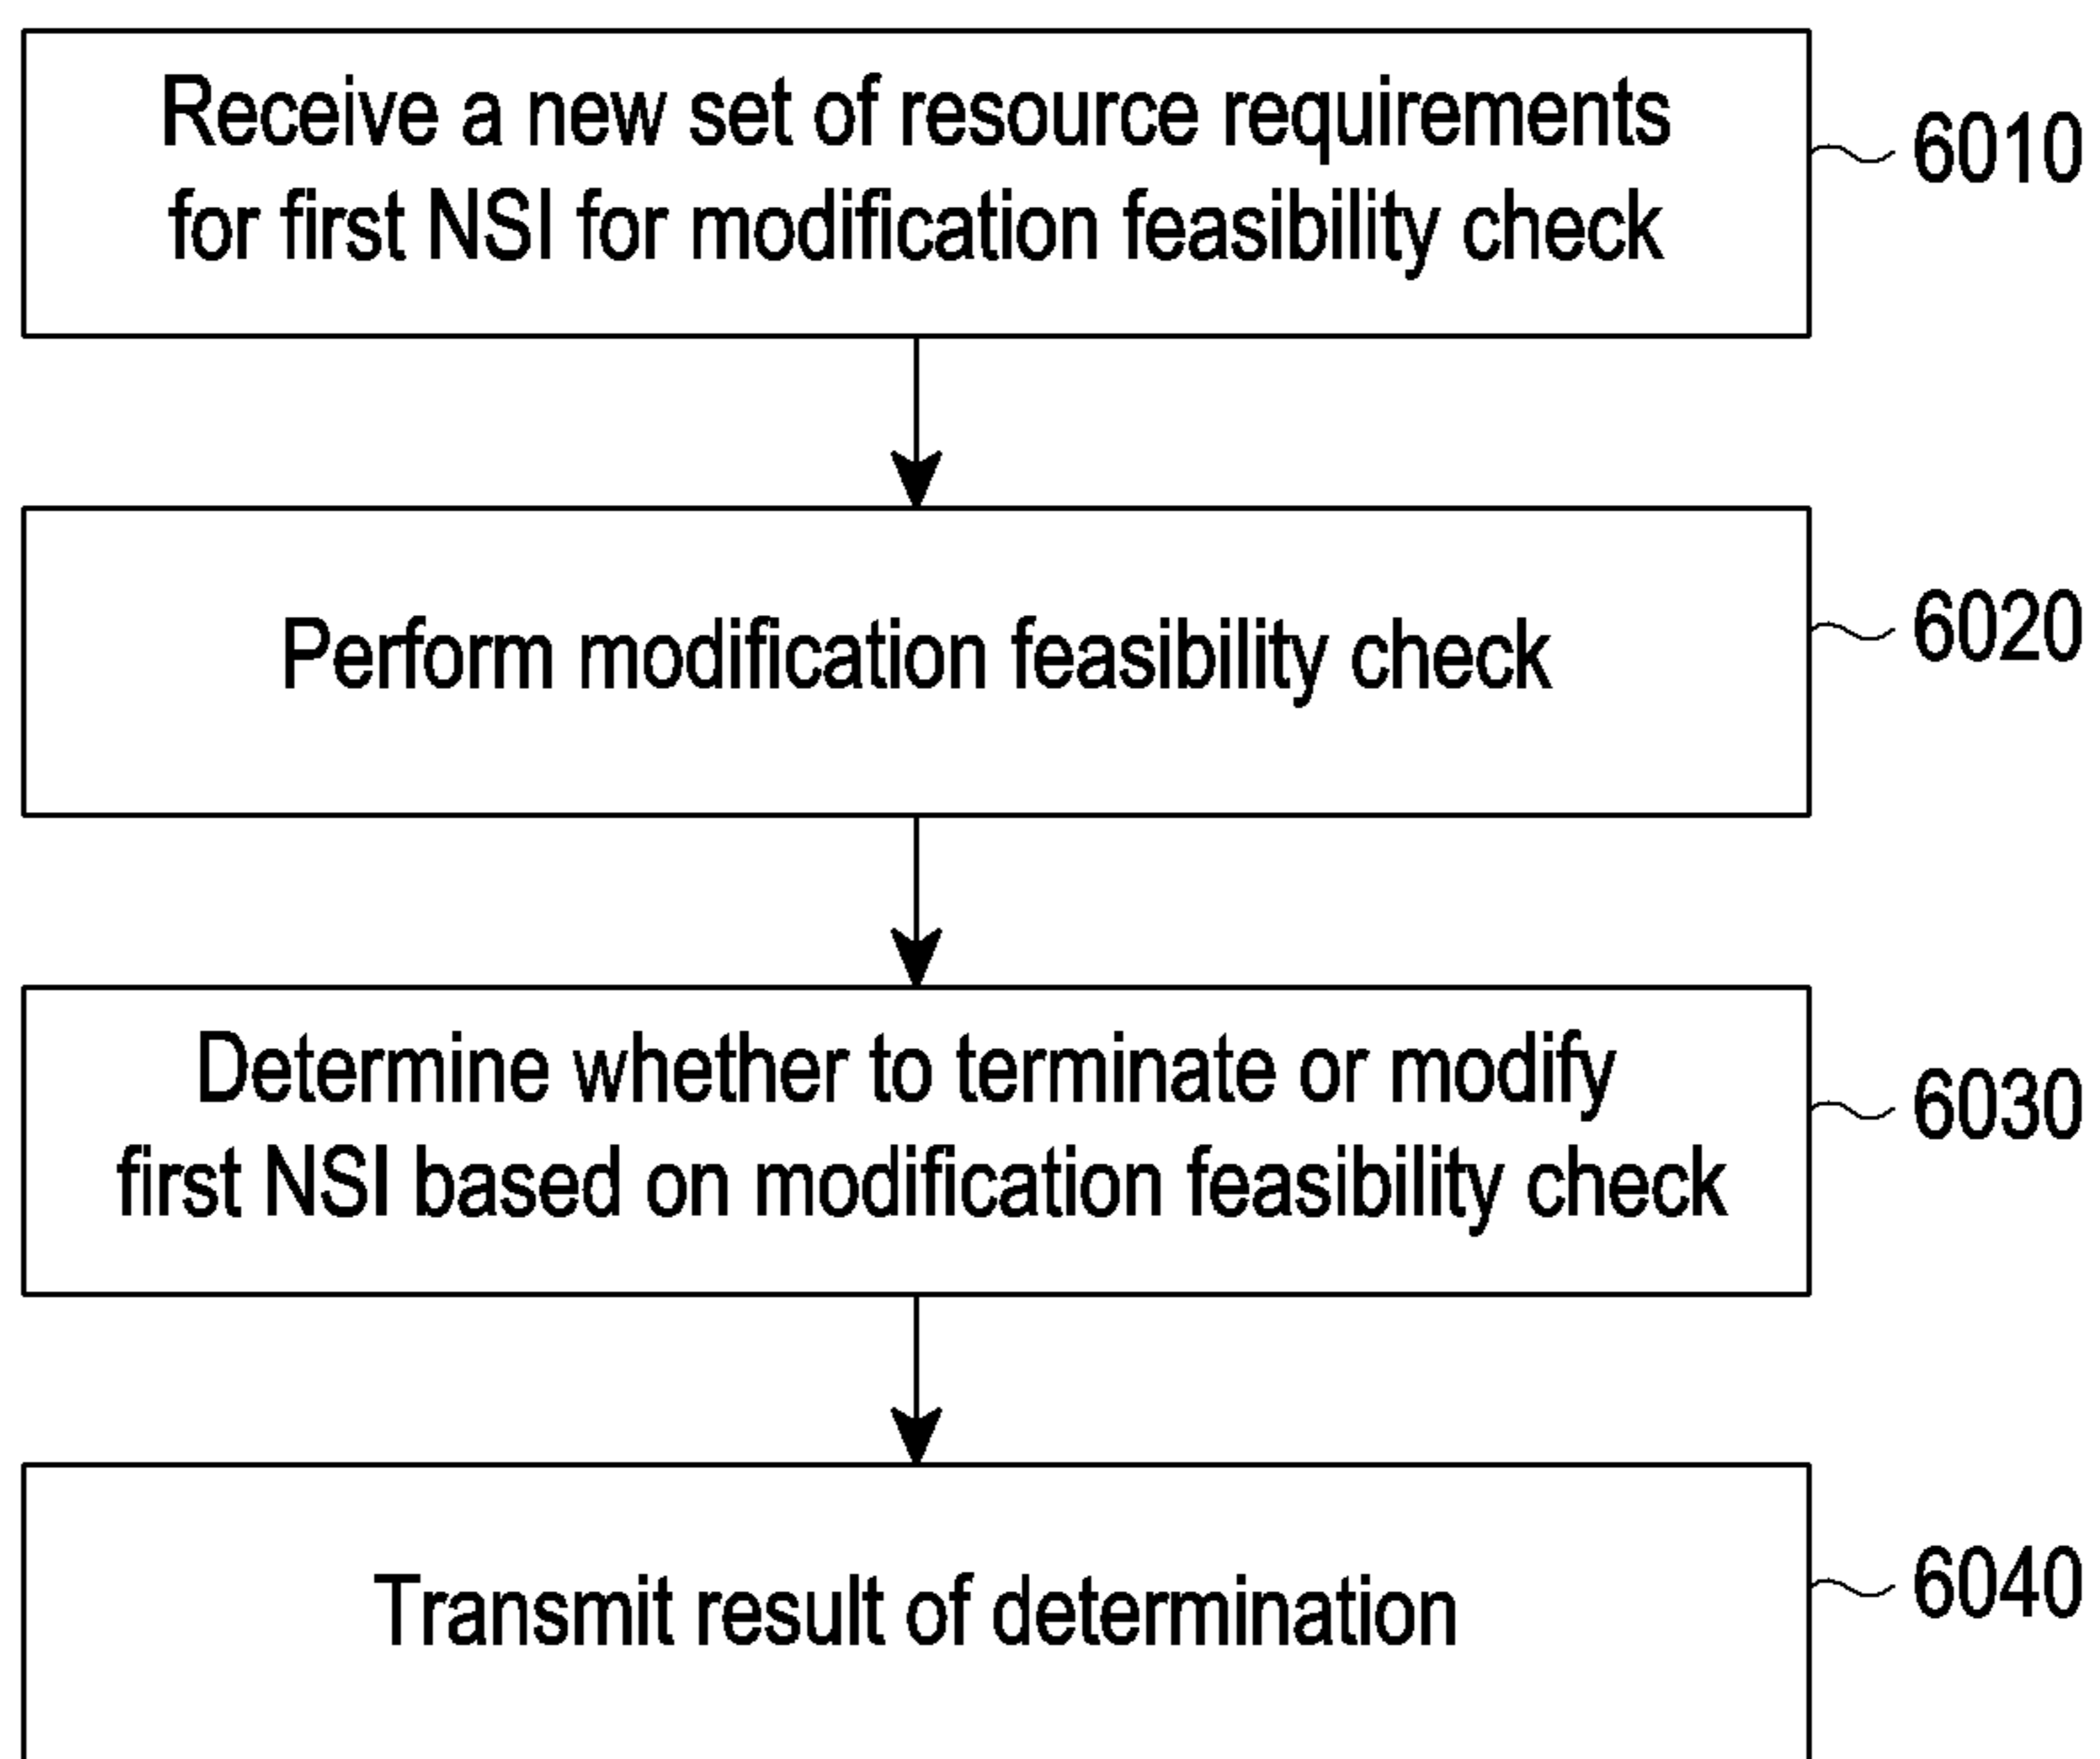 Receive a new set of resource requirements
for first NSI for modification feasibility check
6010
Perform modification feasibility check
6020
Determine whether to terminate or modify
first NSI based on modification feasibility check
6030
Transmit result of determination
6040